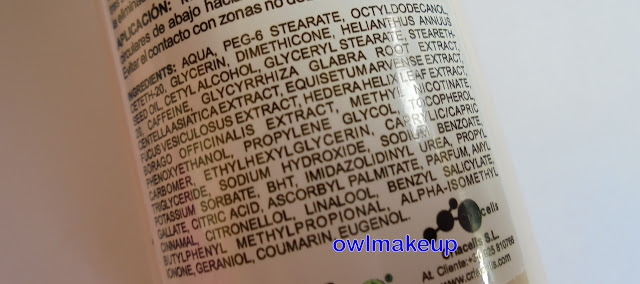 APLICACIÓN:
circulares de abajo hacia
Evitar el contacto con zonas no de
INGREDIENTS: AQUA, PEG-6 STEARATE, OCTYLDODECANOL,
CETETH-20, GLYCERIN, DIMETHICONE, HELIANTHUS ANNUUS
SEED OIL, CETYL ALCOHOL, GLYCERYL STEARATE, STEARETH-
20, CAFFEINE, GLYCYRRHIZA GLABRA ROOT EXTRACT,
CENTELLA ASIATICA EXTRACT, EQUISETUM ARVENSE EXTRACT,
FUCUS VESICULOSUS EXTRACT, HEDERA HELIX LEAF EXTRACT,
BORAGO OFFICINALIS EXTRACT, METHYL NICOTINATE,
PHENOXYETHANOL, PROPYLENE GLYCOL, TOCOPHEROL,
CARBOMER, ETHYLHEXYLGLYCERIN, CAPRYLIC/CAPRIC
TRIGLYCERIDE, SODIUM HYDROXIDE, SODIUM BENZOATE,
POTASSIUM SORBATE, BHT, IMIDAZOLIDINYL UREA, PROPYL
GALLATE, CITRIC ACID, ASCORBYL PALMITATE, PARFUM, AMYL
CINNAMAL, CITRONELLOL, LINALOOL, BENZYL SALICYLATE,
BUTYLPHENYL METHYLPROPIONAL, ALPHA-ISOMETHYL
IONONE, GERANIOL, COUMARIN, EUGENOL.
cells
owlmakeup
S.L.
At. Cliente: